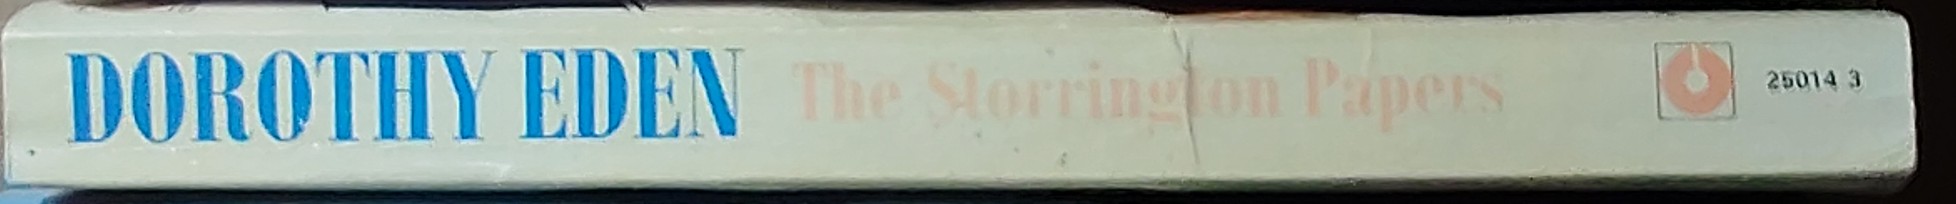 DOROTHY EDEN The Storrington Papers 25014 3